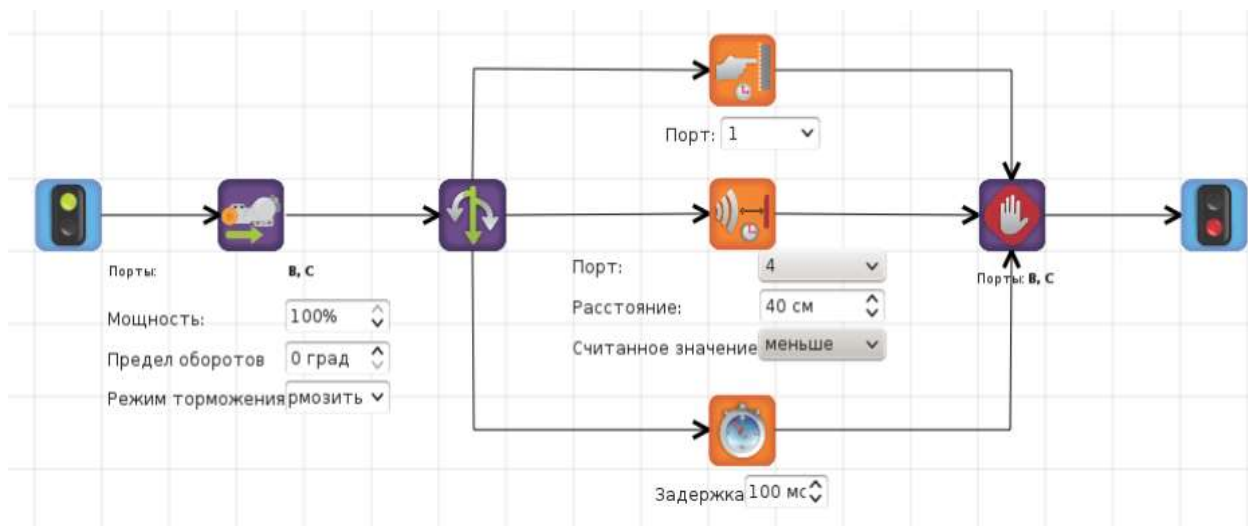 Порт: 1
Порты: B, C
Мощность: 100%
Предел оборотов 0 град
Режим торможения рмозить
Порт: 4
Расстояние: 40 см
Считанное значение меньше
Порты: B, C
Задержка 100 мс